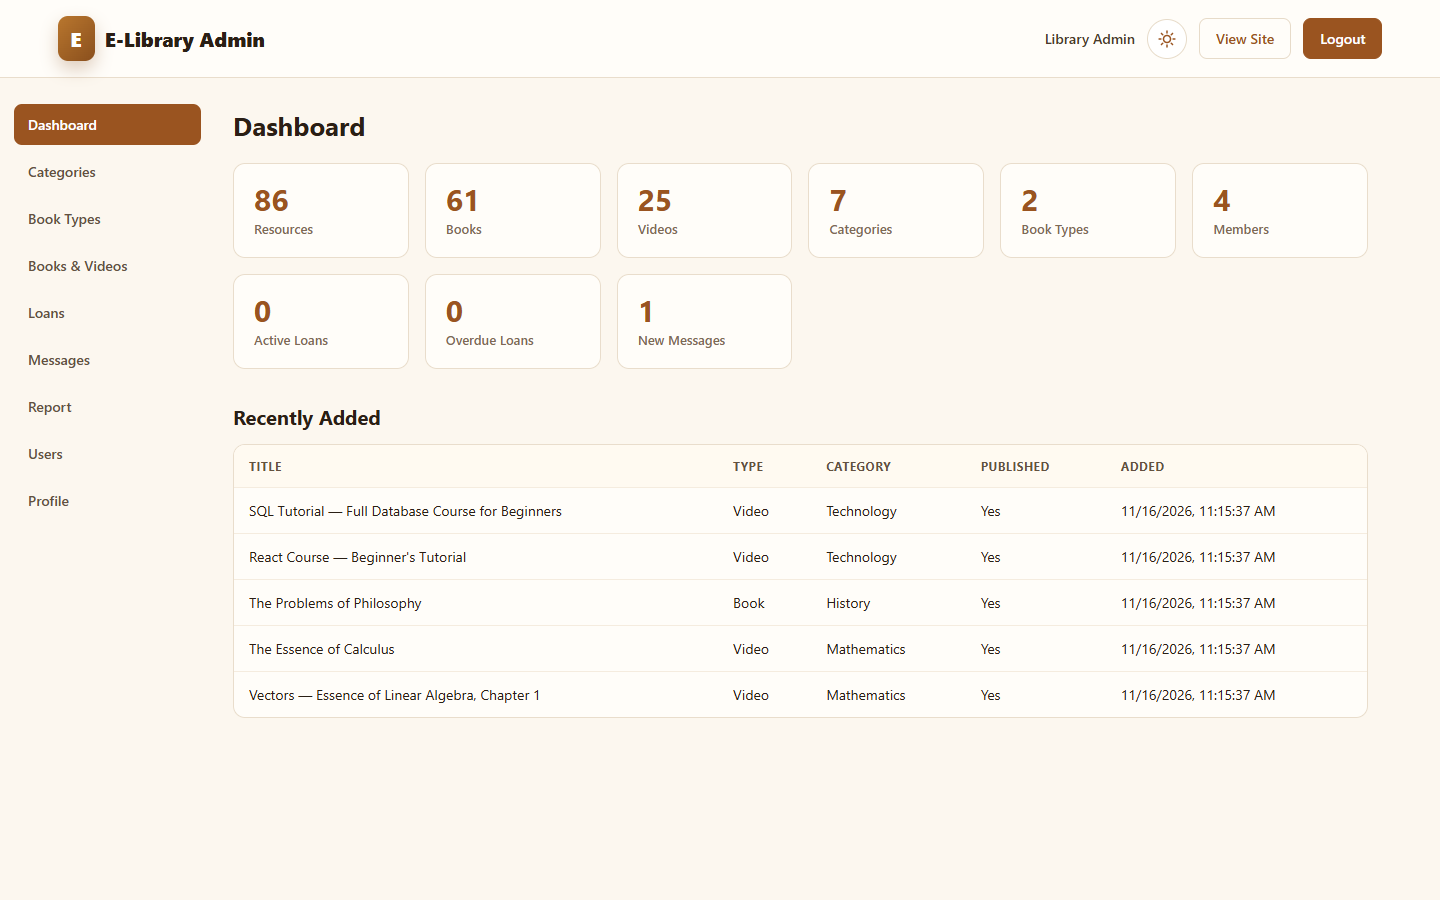 E E-Library Admin
Library Admin View Site Logout
Dashboard
Categories
Book Types
Books & Videos
Loans
Messages
Report
Users
Profile
Dashboard
86 61 25 7 2 4
Resources Books Videos Categories Book Types Members
0 0 1
Active Loans Overdue Loans New Messages
Recently Added
TITLE TYPE CATEGORY PUBLISHED ADDED
SQL Tutorial — Full Database Course for Beginners Video Technology Yes 11/16/2026, 11:15:37 AM
React Course — Beginner's Tutorial Video Technology Yes 11/16/2026, 11:15:37 AM
The Problems of Philosophy Book History Yes 11/16/2026, 11:15:37 AM
The Essence of Calculus Video Mathematics Yes 11/16/2026, 11:15:37 AM
Vectors — Essence of Linear Algebra, Chapter 1 Video Mathematics Yes 11/16/2026, 11:15:37 AM